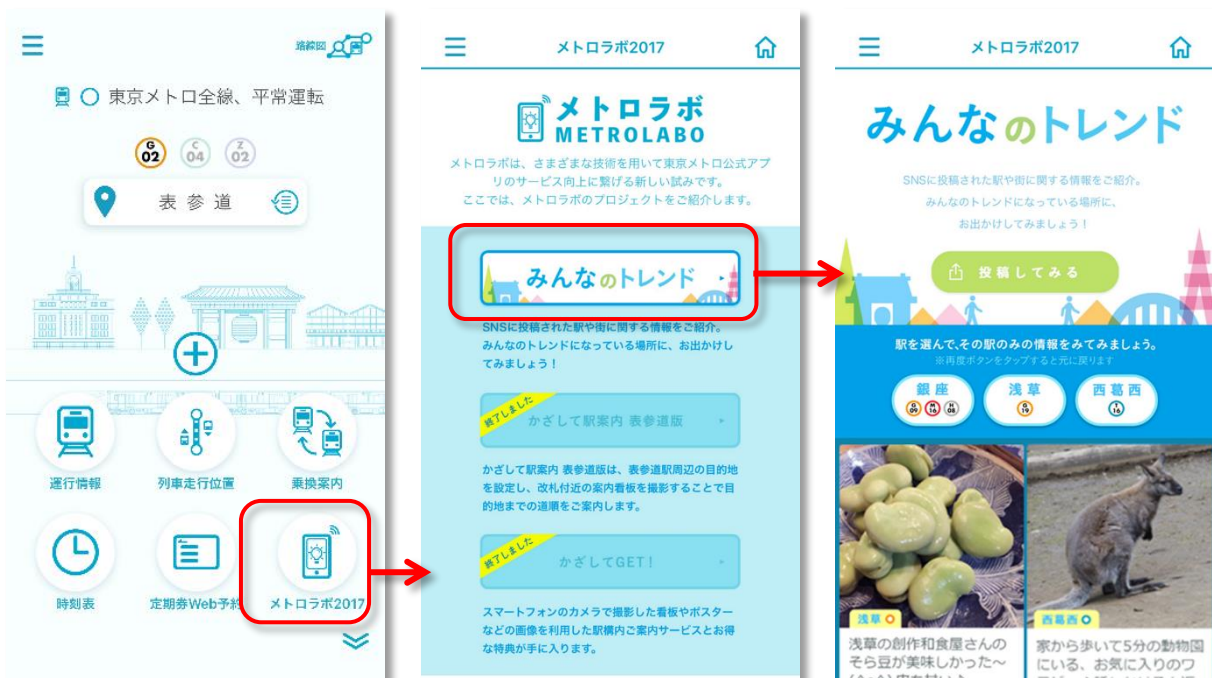 路線図
東京メトロ全線、平常運転
G 02
C 04
Z 02
表参道
運行情報
列車走行位置
乗換案内
時刻表
定期券Web予約
メトロラボ2017
メトロラボ2017
メトロラボ
METROLABO
メトロラボは、さまざまな技術を用いて東京メトロ公式アプ
リのサービス向上に繋げる新しい試みです。
ここでは、メトロラボのプロジェクトをご紹介します。
みんなのトレンド
SNSに投稿された駅や街に関する情報をご紹介。
みんなのトレンドになっている場所に、お出かけし
てみましょう！
終了しました
かざして駅案内 表参道版
かざして駅案内 表参道版は、表参道駅周辺の目的地
を設定し、改札付近の案内看板を撮影することで目
的地までの道順をご案内します。
終了しました
かざしてGET！
スマートフォンのカメラで撮影した看板やポスター
などの画像を利用した駅構内ご案内サービスとお得
な特典が手に入ります。
メトロラボ2017
みんなのトレンド
SNSに投稿された駅や街に関する情報をご紹介。
みんなのトレンドになっている場所に、
お出かけしてみましょう！
投稿してみる
駅を選んで、その駅のみの情報をみてみましょう。
※再度ボタンをタップすると元に戻ります
銀座
G 09 M 16 H 08
浅草
G 19
西葛西
T 16
浅草
浅草の創作和食屋さんの
そら豆が美味しかった〜
西葛西
家から歩いて5分の動物園
にいる、お気に入りのワ